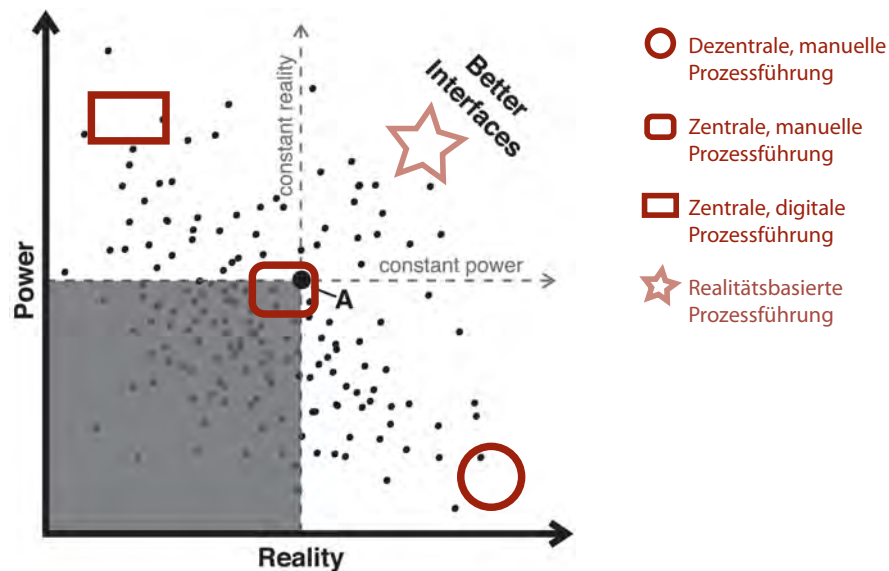 Better
Interfaces
constant reality
constant power
A
Power
Reality
Dezentrale, manuelle
Prozessführung
Zentrale, manuelle
Prozessführung
Zentrale, digitale
Prozessführung
Realitätsbasierte
Prozessführung